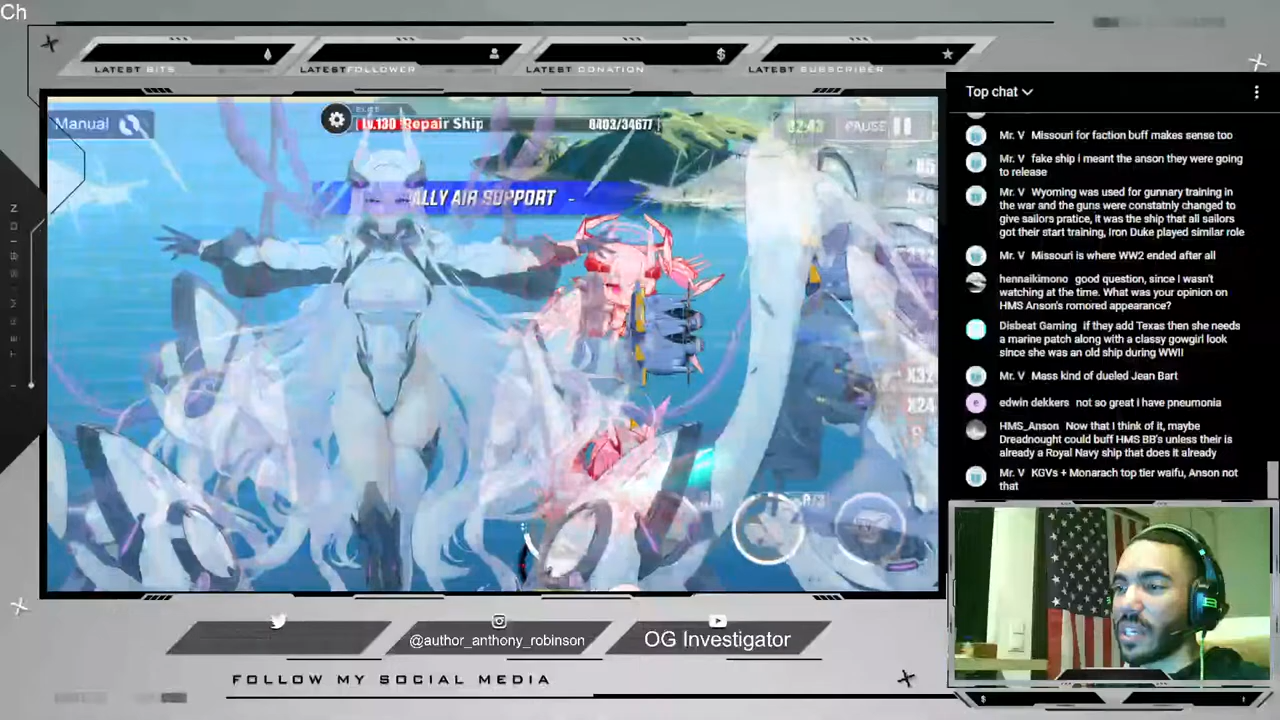 Ch
LATEST BITS
LATEST FOLLOWER
LATEST DONATION
LATEST SUBSCRIBER
Top chat
Manual
ELITE
Lv.130 Repair Ship
8403/34677
02:43
PAUSE
ALLY AIR SUPPORT
X32
X24
Mr. V Missouri for faction buff makes sense too
Mr. V fake ship i meant the anson they were going
to release
Mr. V Wyoming was used for gunnary training in
the war and the guns were constatnly changed to
give sailors pratice, it was the ship that all sailors
got their start training, Iron Duke played similar role
Mr. V Missouri is where WW2 ended after all
hennaikimono good question, since I wasn't
watching at the time. What was your opinion on
HMS Anson's romored appearance?
Disbeat Gaming if they add Texas then she needs
a marine patch along with a classy gowgirl look
since she was an old ship during WWII
Mr. V Mass kind of dueled Jean Bart
edwin dekkers not so great i have pneumonia
HMS_Anson Now that I think of it, maybe
Dreadnought could buff HMS BB's unless their is
already a Royal Navy ship that does it already
Mr. V KGVs + Monarach top tier waifu, Anson not
that
@author_anthony_robinson
OG Investigator
FOLLOW MY SOCIAL MEDIA